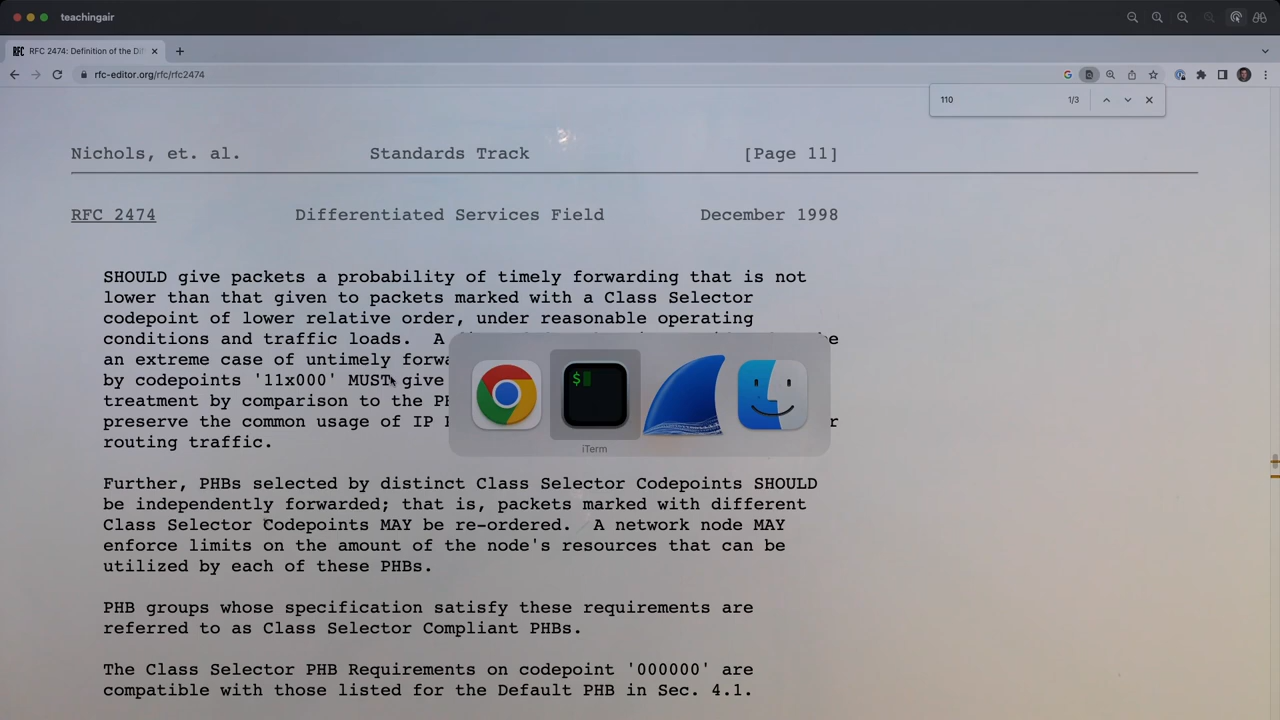 teachingair
RFC RFC 2474: Definition of the Dif
rfc-editor.org/rfc/rfc2474
110 1/3
Nichols, et. al. Standards Track [Page 11]
RFC 2474 Differentiated Services Field December 1998
SHOULD give packets a probability of timely forwarding that is not
lower than that given to packets marked with a Class Selector
codepoint of lower relative order, under reasonable operating
conditions and traffic loads. A
an extreme case of untimely
by codepoints '11x000' MUST give
treatment by comparison to the
preserve the common usage of IP
routing traffic.
$
iTerm
Further, PHBs selected by distinct Class Selector Codepoints SHOULD
be independently forwarded; that is, packets marked with different
Class Selector Codepoints MAY be re-ordered. A network node MAY
enforce limits on the amount of the node's resources that can be
utilized by each of these PHBs.
PHB groups whose specification satisfy these requirements are
referred to as Class Selector Compliant PHBs.
The Class Selector PHB Requirements on codepoint '000000' are
compatible with those listed for the Default PHB in Sec. 4.1.